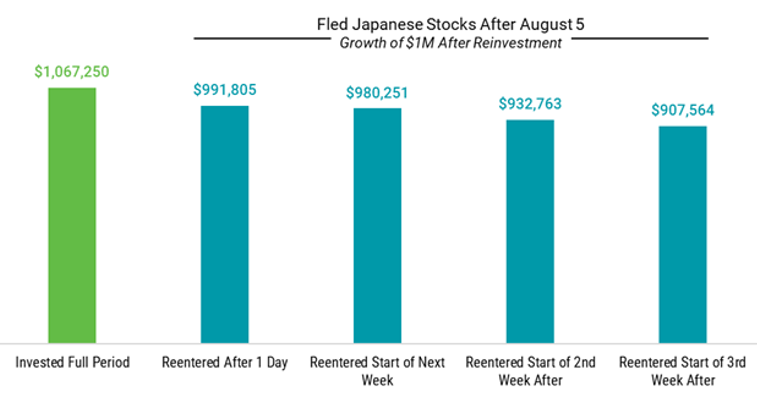 Fled Japanese Stocks After August 5
Growth of $1M After Reinvestment
$1,067,250
$991,805
$980,251
$932,763
$907,564
Invested Full Period
Reentered After 1 Day
Reentered Start of Next
Week
Reentered Start of 2nd
Week After
Reentered Start of 3rd
Week After